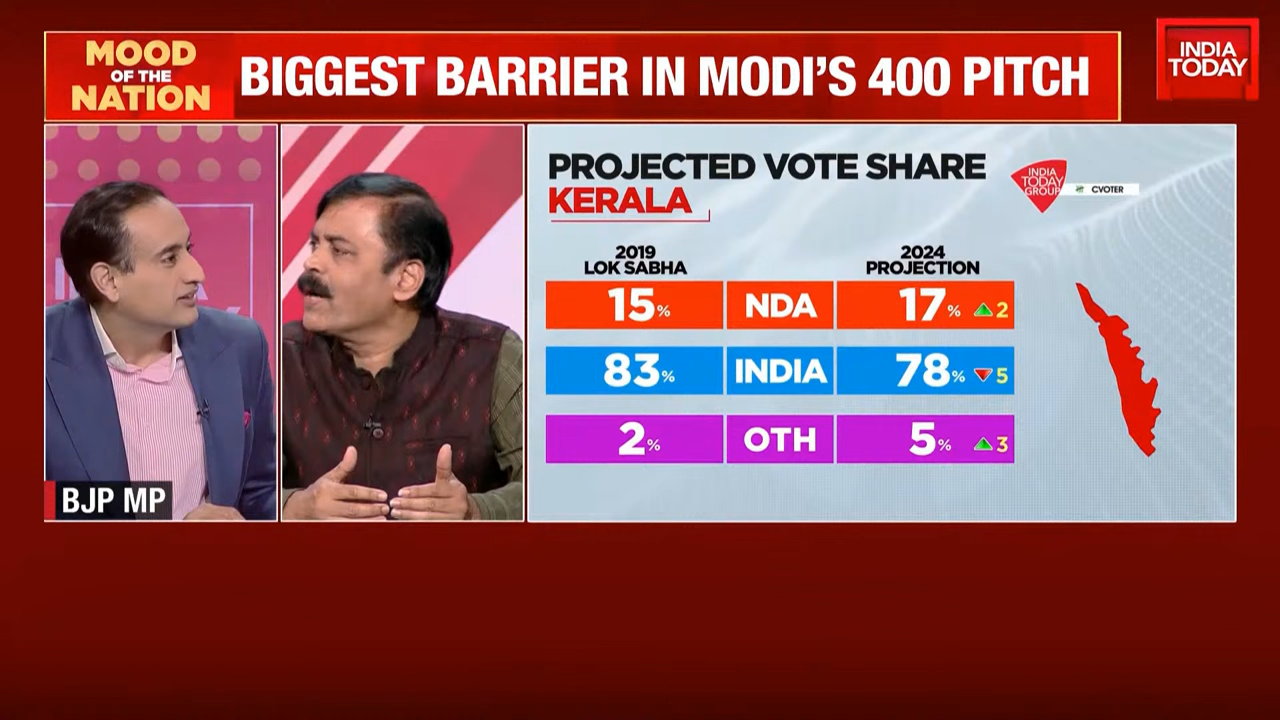 MOOD
OF THE
NATION
BIGGEST BARRIER IN MODI'S 400 PITCH
INDIA
TODAY
PROJECTED VOTE SHARE
KERALA
INDIA
TODAY
GROUP
CVOTER
2019
LOK SABHA
2024
PROJECTION
15% NDA 17% 2
83% INDIA 78% 5
2% OTH 5% 3
BJP MP